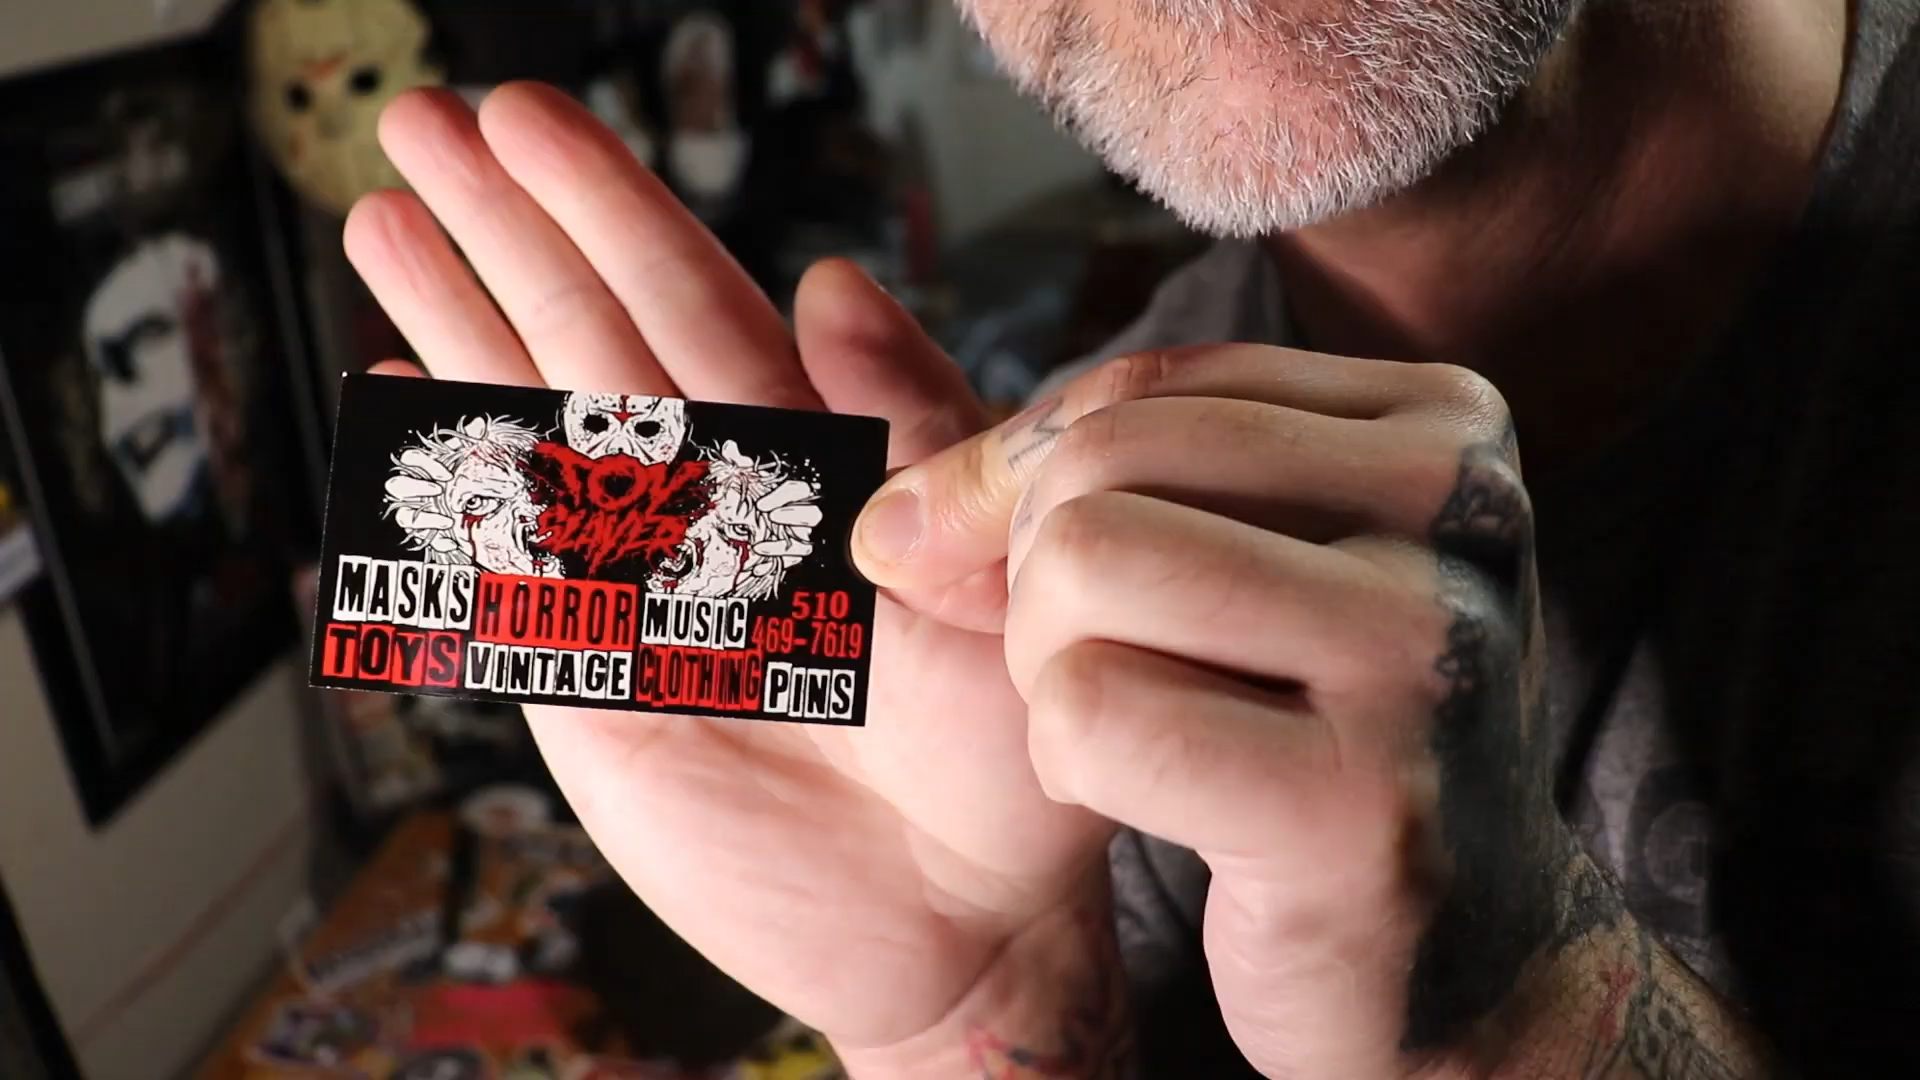 TOY
SLAYER
MASKS HORROR MUSIC 510
469-7619
TOYS VINTAGE CLOTHING PINS